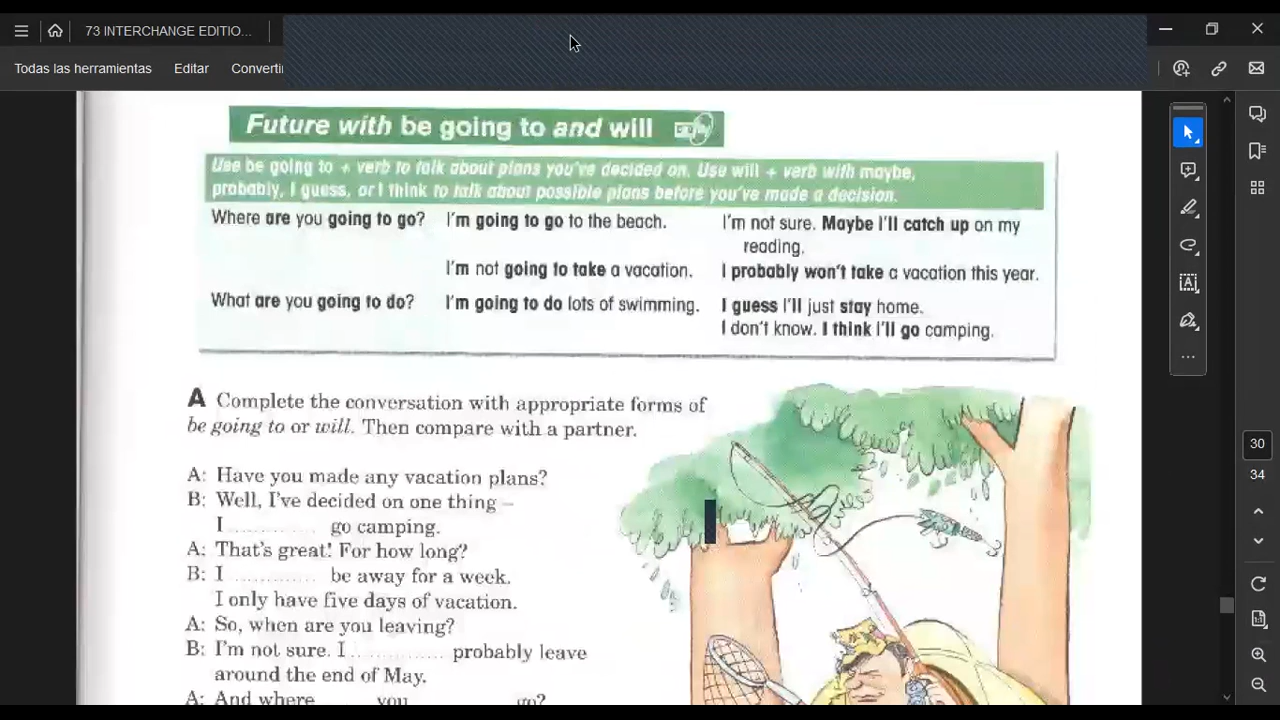 73 INTERCHANGE EDITIO...
Todas las herramientas Editar Converti
Future with be going to and will
Use be going to + verb to talk about plans you've decided on. Use will + verb with maybe,
probably, I guess, or I think to talk about possible plans before you've made a decision.
Where are you going to go? I'm going to go to the beach. I'm not sure. Maybe I'll catch up on my
reading.
I'm not going to take a vacation. I probably won't take a vacation this year.
What are you going to do? I'm going to do lots of swimming. I guess I'll just stay home.
I don't know. I think I'll go camping.
A Complete the conversation with appropriate forms of
be going to or will. Then compare with a partner.
A: Have you made any vacation plans?
B: Well, I've decided on one thing –
I ............ go camping.
A: That's great! For how long?
B: I ............ be away for a week.
I only have five days of vacation.
A: So, when are you leaving?
B: I'm not sure. I ............ probably leave
around the end of May.
A: And where ........ you ............ go?
30
34